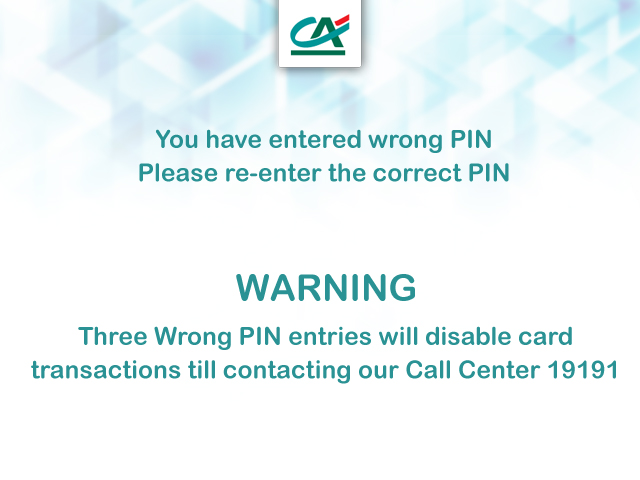 CA
You have entered wrong PIN
Please re-enter the correct PIN
WARNING
Three Wrong PIN entries will disable card
transactions till contacting our Call Center 19191